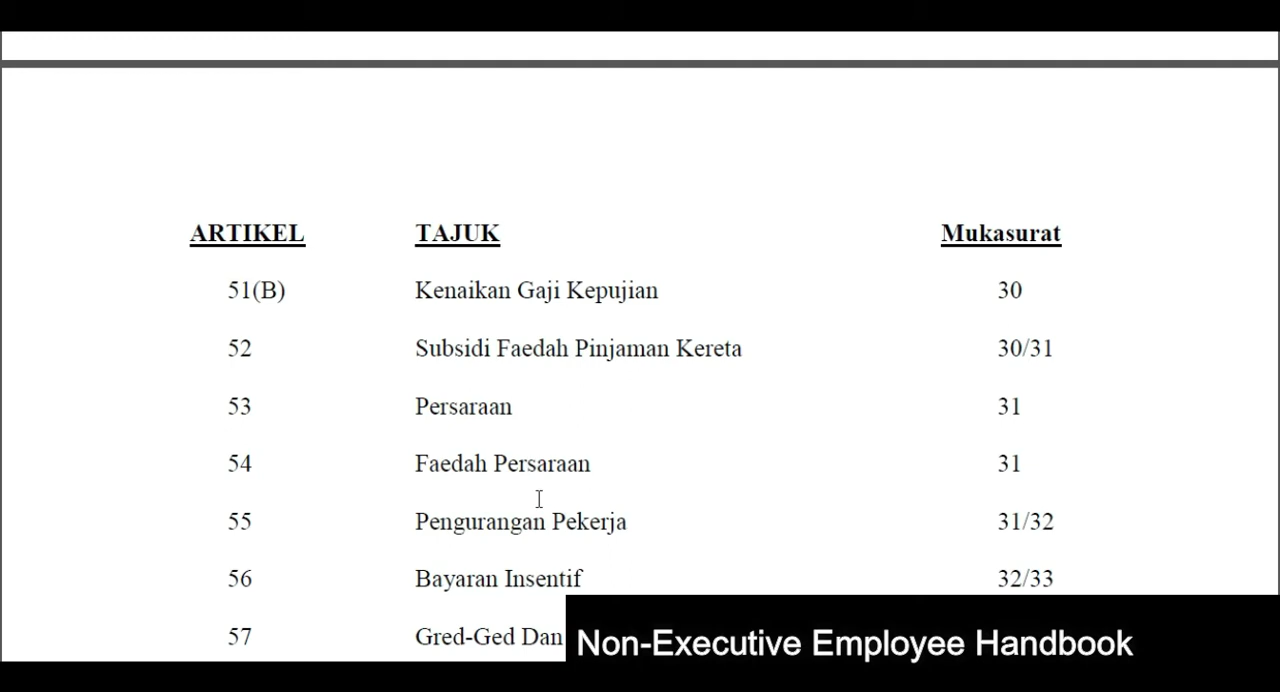 ARTIKEL TAJUK Mukasurat
51(B) Kenaikan Gaji Kepujian 30
52 Subsidi Faedah Pinjaman Kereta 30/31
53 Persaraan 31
54 Faedah Persaraan 31
55 Pengurangan Pekerja 31/32
56 Bayaran Insentif 32/33
57 Gred-Ged Dan
Non-Executive Employee Handbook